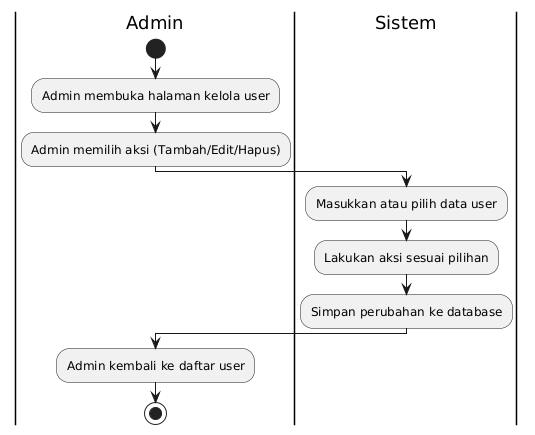 Admin
Sistem
Admin membuka halaman kelola user
Admin memilih aksi (Tambah/Edit/Hapus)
Masukkan atau pilih data user
Lakukan aksi sesuai pilihan
Simpan perubahan ke database
Admin kembali ke daftar user